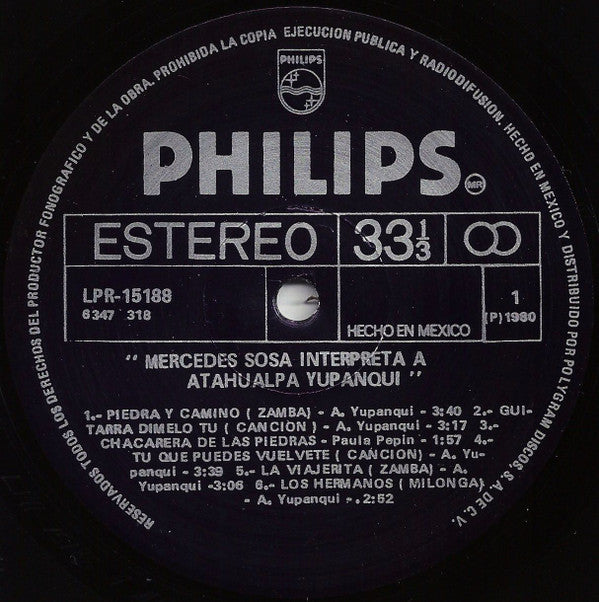 RESERVADOS TODOS LOS DERECHOS DEL PRODUCTOR FONOGRAFICO Y DE LA OBRA. PROHIBIDA LA COPIA EJECUCION PUBLICA Y RADIODIFUSION. HECHO EN MEXICO Y DISTRIBUIDO POR POLYGRAM DISCOS, S.A. DE C.V.
PHILIPS
PHILIPS MR
ESTEREO 33 1/3
LPR-15188
6347 318
HECHO EN MEXICO
1
(P) 1980
" MERCEDES SOSA INTERPRETA A
ATAHUALPA YUPANQUI "
1.- PIEDRA Y CAMINO ( ZAMBA) - A. Yupanqui - 3:40 2.- GUI-
TARRA DIMELO TU ( CANCION ) - A. Yupanqui - 3:17 3.-
CHACARERA DE LAS PIEDRAS - Paula Pepin - 1:57 4.-
TU QUE PUEDES VUELVETE ( CANCION) - A. Yu-
panqui - 3:39 5.- LA VIAJERITA ( ZAMBA) - A.
Yupanqui -3:06 6.- LOS HERMANOS ( MILONGA)
- A. Yupanqui - . 2:52